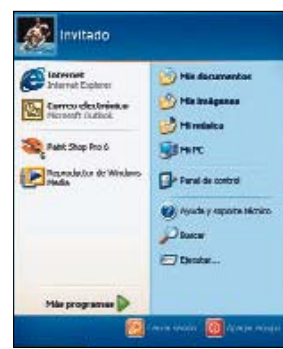 Invitado
Internet
Internet Explorer
Correo electrónico
Microsoft Outlook
Paint Shop Pro 6
Reproductor de Windows
Media
Más programas
Mis documentos
Mis imágenes
Mi música
Mi PC
Panel de control
Ayuda y soporte técnico
Buscar
Ejecutar...
Cerrar sesión
Apagar equipo